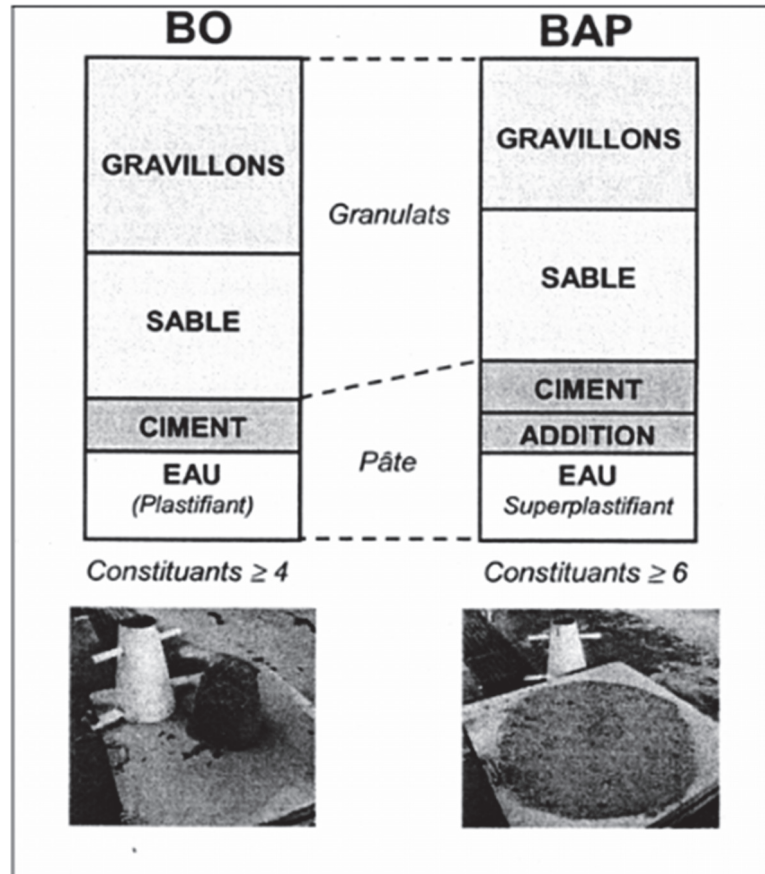 BO
BAP
GRAVILLONS
GRAVILLONS
Granulats
SABLE
SABLE
CIMENT
CIMENT
ADDITION
Pâte
EAU
(Plastifiant)
EAU
Superplastifiant
Constituants ≥ 4
Constituants ≥ 6